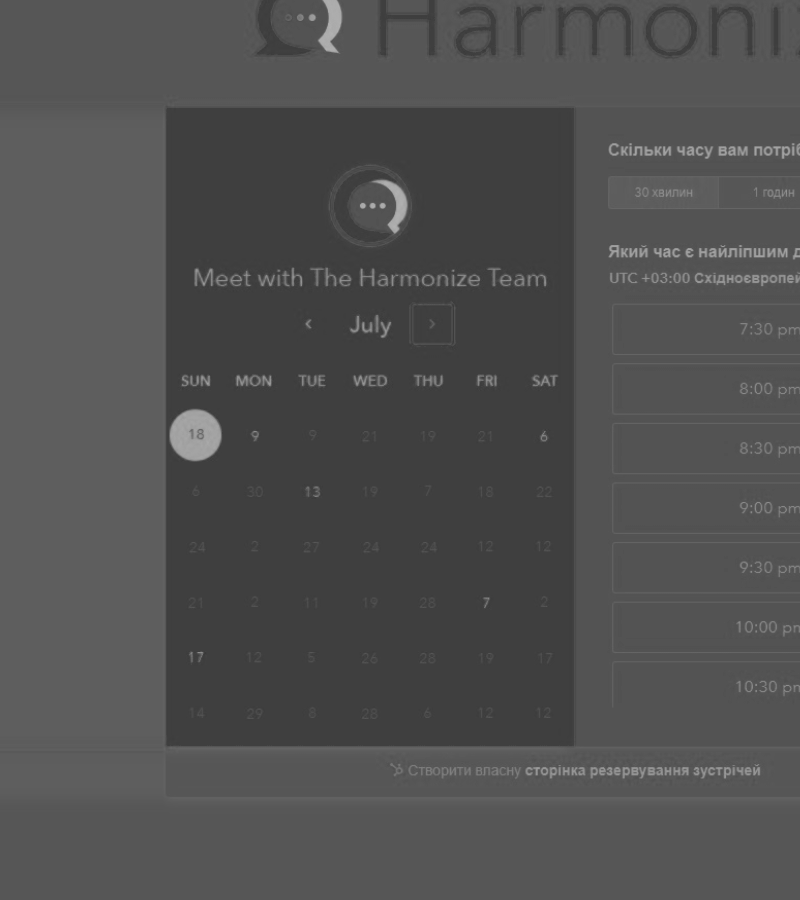 Harmoni
Meet with The Harmonize Team
‹ July ›
SUN MON TUE WED THU FRI SAT
18 9 9 21 19 21 6
6 30 13 19 7 18 22
24 2 27 24 24 12 12
21 2 11 19 28 7 2
17 12 5 26 28 19 17
14 29 8 28 6 12 12
Скільки часу вам
30 хвилин 1 годин
Який час є найліпшим
UTC +03:00
7:30 pm
8:00 pm
8:30 pm
9:00 pm
9:30 pm
10:00 pm
10:30 pm
Створити власну сторінка резервування зустрічей